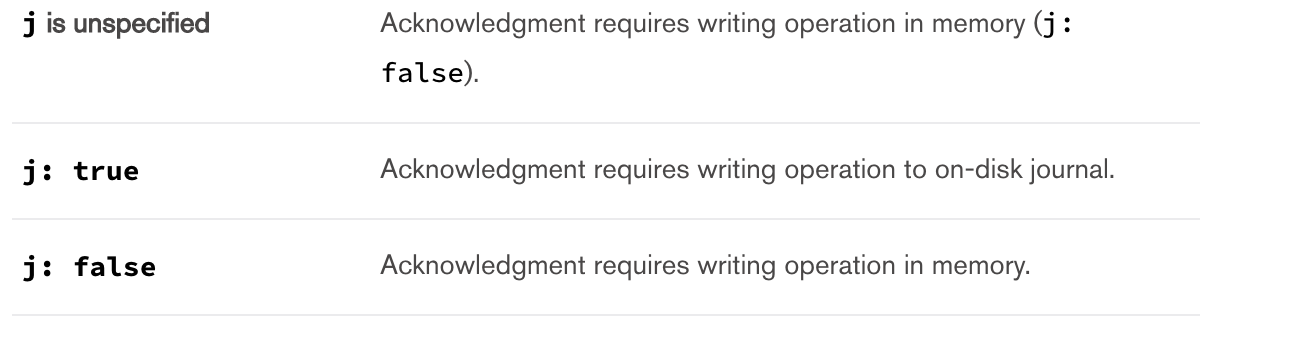 j is unspecified Acknowledgment requires writing operation in memory (j:
false).
j: true Acknowledgment requires writing operation to on-disk journal.
j: false Acknowledgment requires writing operation in memory.